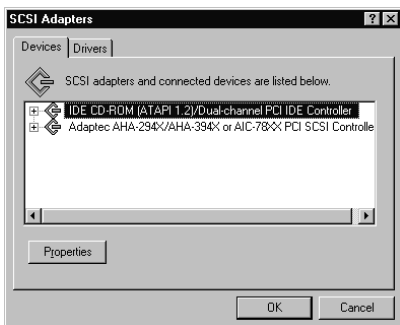 SCSI Adapters
Devices Drivers
SCSI adapters and connected devices are listed below.
IDE CD-ROM (ATAPI 1.2)/Dual-channel PCI IDE Controller
Adaptec AHA-294X/AHA-394X or AIC-78XX PCI SCSI Controlle
Properties
OK Cancel